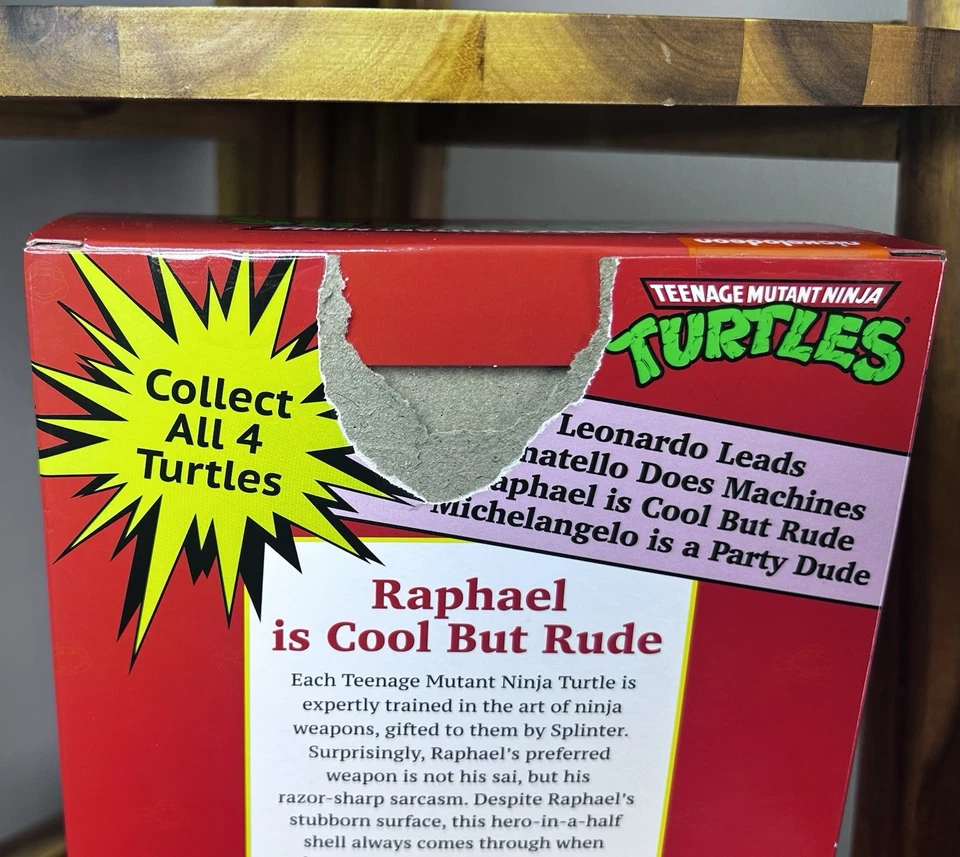 nickelodeon
Collect
All 4
Turtles
TEENAGE MUTANT NINJA
TURTLES
Leonardo Leads
natello Does Machines
aphael is Cool But Rude
Michelangelo is a Party Dude
Raphael
is Cool But Rude
Each Teenage Mutant Ninja Turtle is
expertly trained in the art of ninja
weapons, gifted to them by Splinter.
Surprisingly, Raphael's preferred
weapon is not his sai, but his
razor-sharp sarcasm. Despite Raphael's
stubborn surface, this hero-in-a-half
shell always comes through when